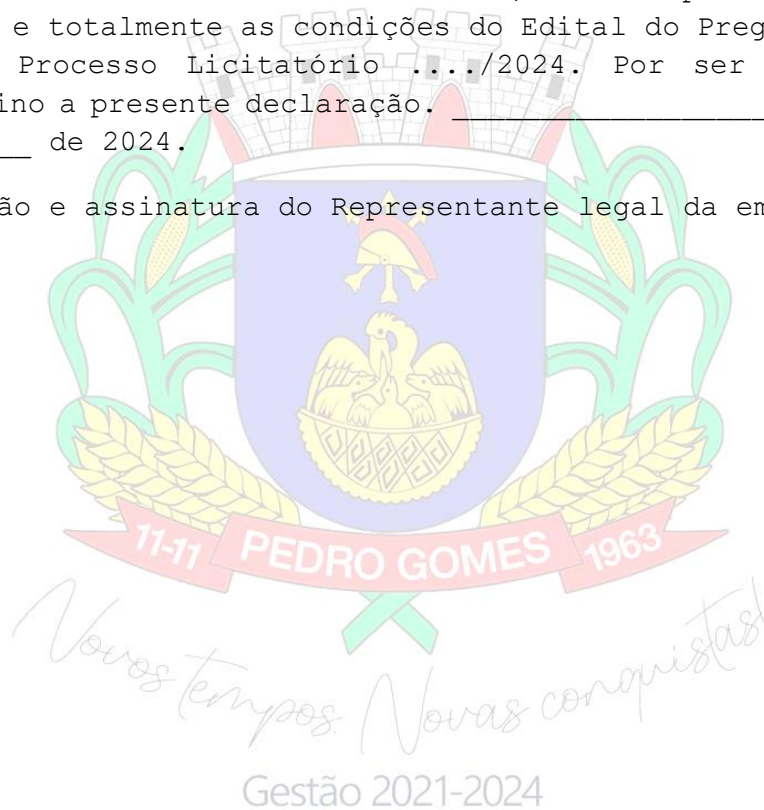 e totalmente as condições do Edital do Preg
Processo Licitatório ..../2024. Por ser
ino a presente declaração. ___________________
__ de 2024.
ão e assinatura do Representante legal da em
11-11 PEDRO GOMES 1963
Novos tempos. Novas conquistas!
Gestão 2021-2024